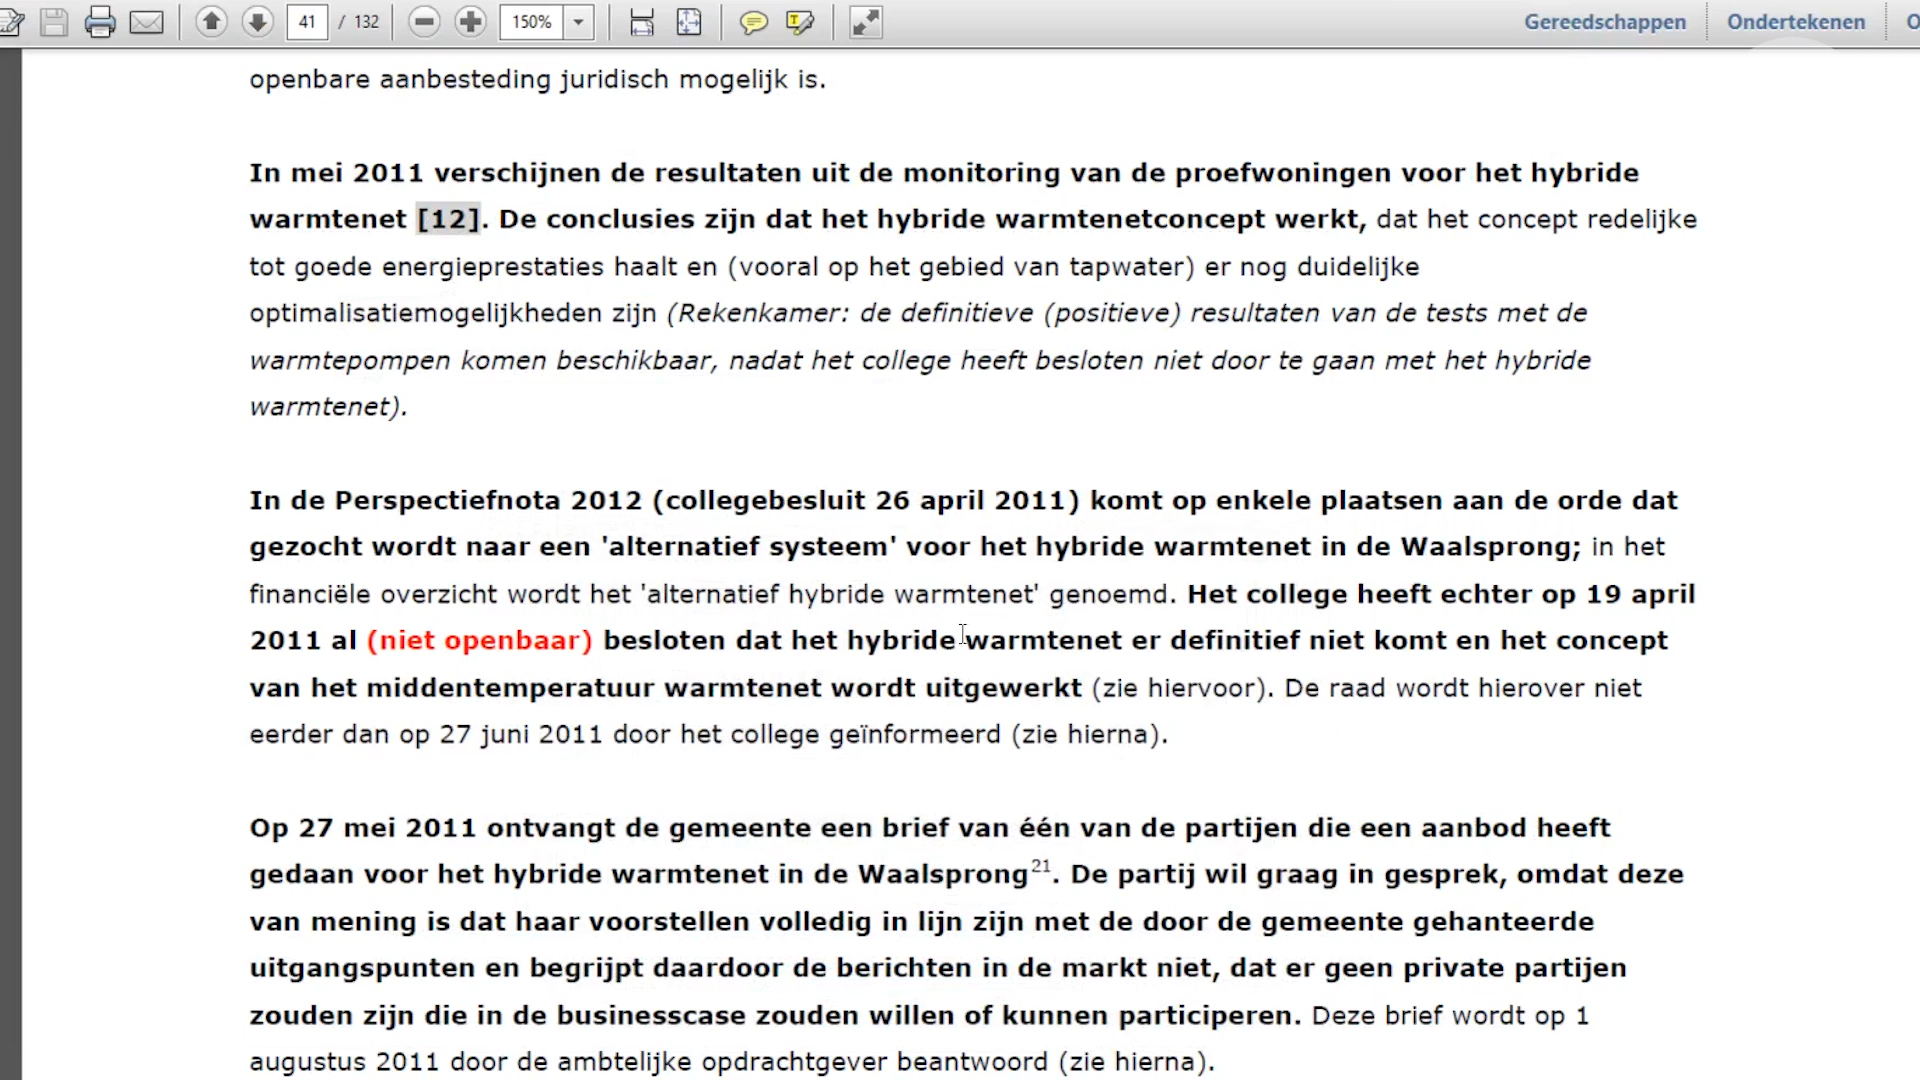 41 / 132 150% Gereedschappen Ondertekenen
openbare aanbesteding juridisch mogelijk is.
In mei 2011 verschijnen de resultaten uit de monitoring van de proefwoningen voor het hybride
warmtenet [12]. De conclusies zijn dat het hybride warmtenetconcept werkt, dat het concept redelijke
tot goede energieprestaties haalt en (vooral op het gebied van tapwater) er nog duidelijke
optimalisatiemogelijkheden zijn (Rekenkamer: de definitieve (positieve) resultaten van de tests met de
warmtepompen komen beschikbaar, nadat het college heeft besloten niet door te gaan met het hybride
warmtenet).
In de Perspectiefnota 2012 (collegebesluit 26 april 2011) komt op enkele plaatsen aan de orde dat
gezocht wordt naar een 'alternatief systeem' voor het hybride warmtenet in de Waalsprong; in het
financiële overzicht wordt het 'alternatief hybride warmtenet' genoemd. Het college heeft echter op 19 april
2011 al (niet openbaar) besloten dat het hybride warmtenet er definitief niet komt en het concept
van het middentemperatuur warmtenet wordt uitgewerkt (zie hiervoor). De raad wordt hierover niet
eerder dan op 27 juni 2011 door het college geïnformeerd (zie hierna).
Op 27 mei 2011 ontvangt de gemeente een brief van één van de partijen die een aanbod heeft
gedaan voor het hybride warmtenet in de Waalsprong21. De partij wil graag in gesprek, omdat deze
van mening is dat haar voorstellen volledig in lijn zijn met de door de gemeente gehanteerde
uitgangspunten en begrijpt daardoor de berichten in de markt niet, dat er geen private partijen
zouden zijn die in de businesscase zouden willen of kunnen participeren. Deze brief wordt op 1
augustus 2011 door de ambtelijke opdrachtgever beantwoord (zie hierna).